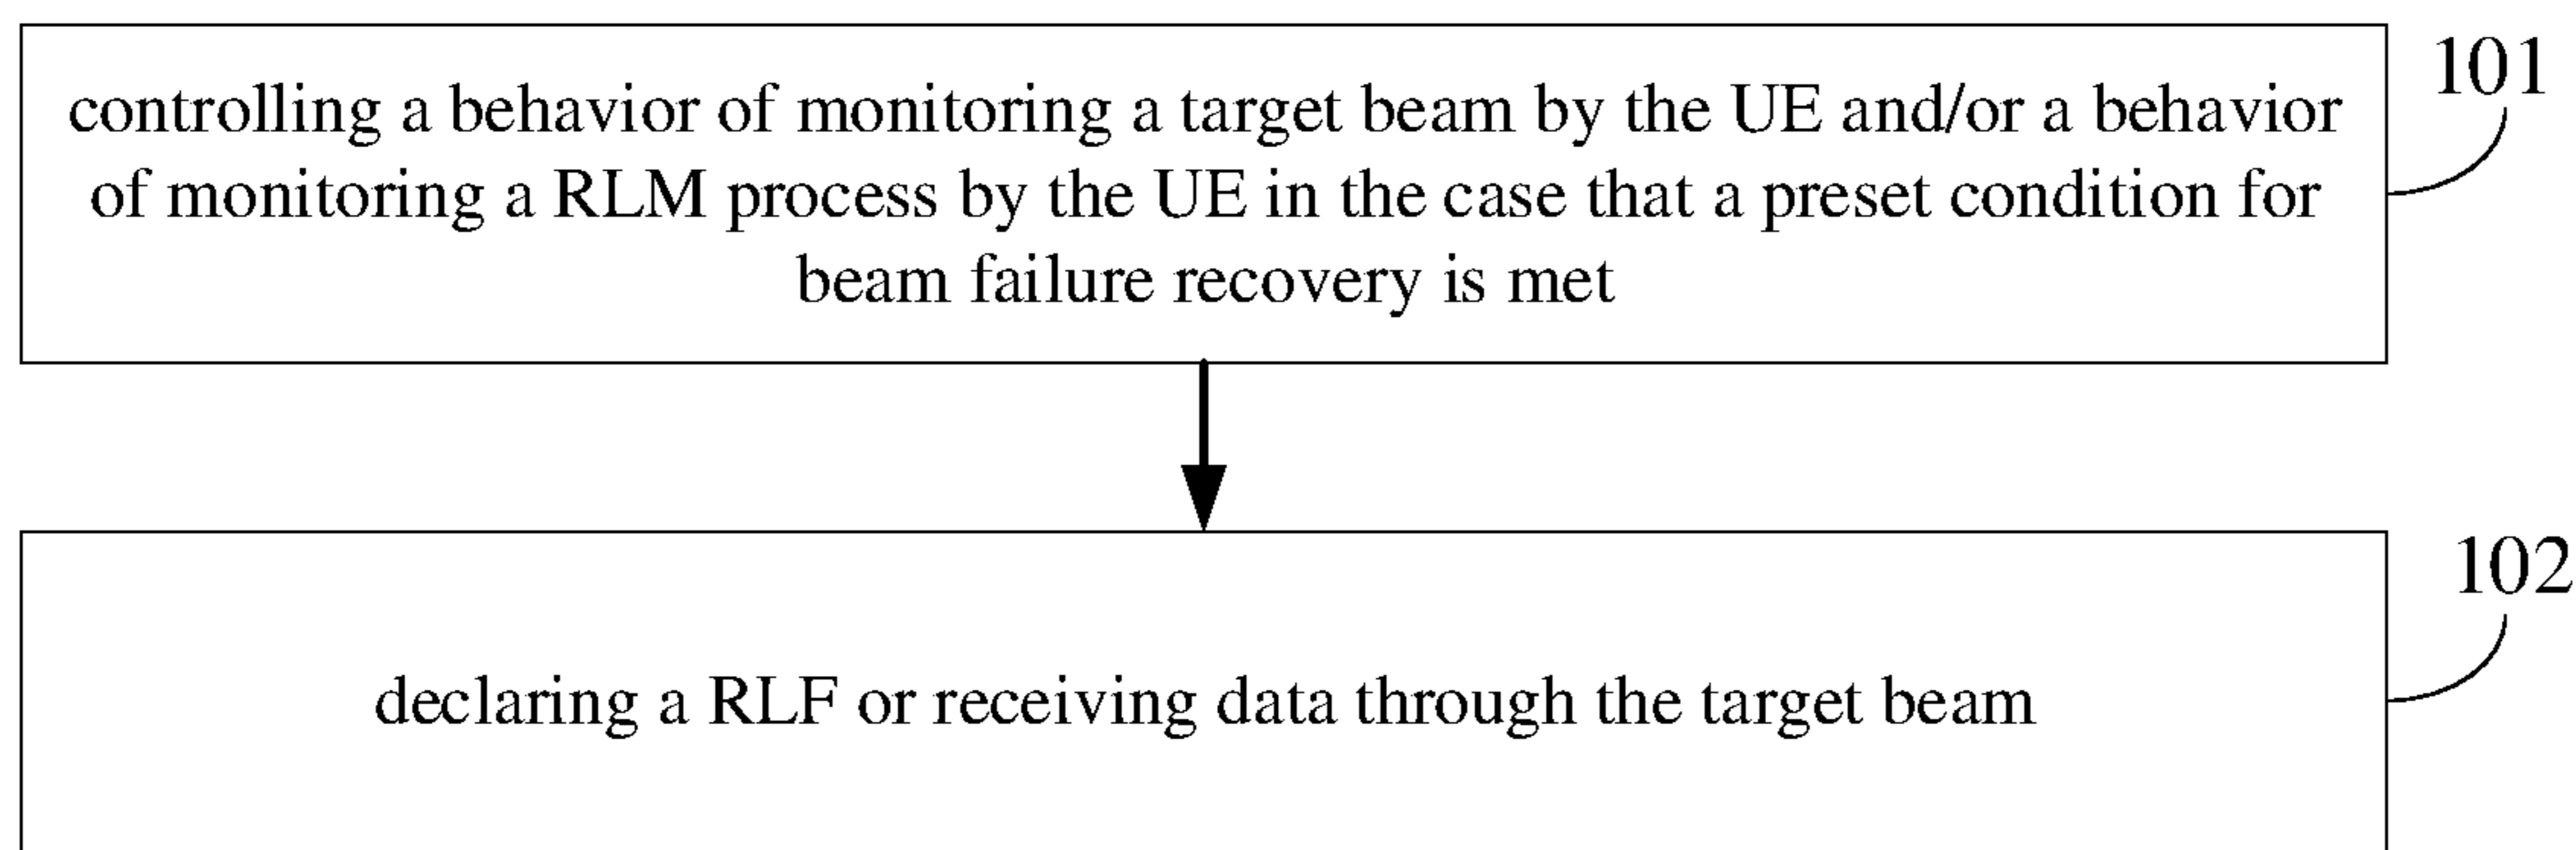 controlling a behavior of monitoring a target beam by the UE and/or a behavior
of monitoring a RLM process by the UE in the case that a preset condition for
beam failure recovery is met
101
declaring a RLF or receiving data through the target beam
102